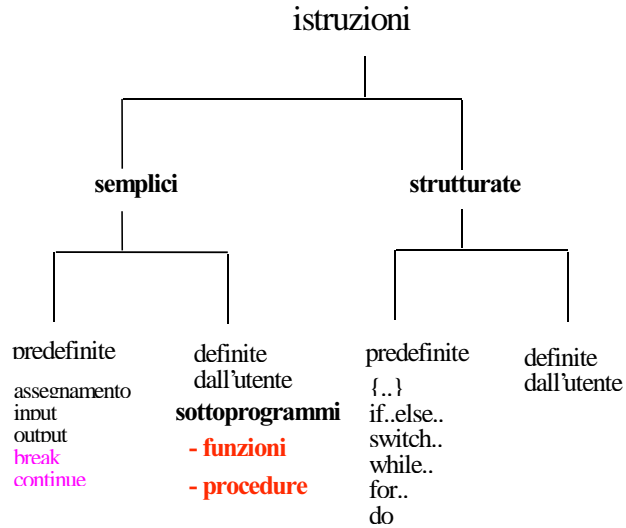 istruzioni
semplici
strutturate
predefinite
assegnamento
input
output
break
continue
definite
dall'utente
sottoprogrammi
- funzioni
- procedure
predefinite
{..}
if..else..
switch..
while..
for..
do
definite
dall'utente